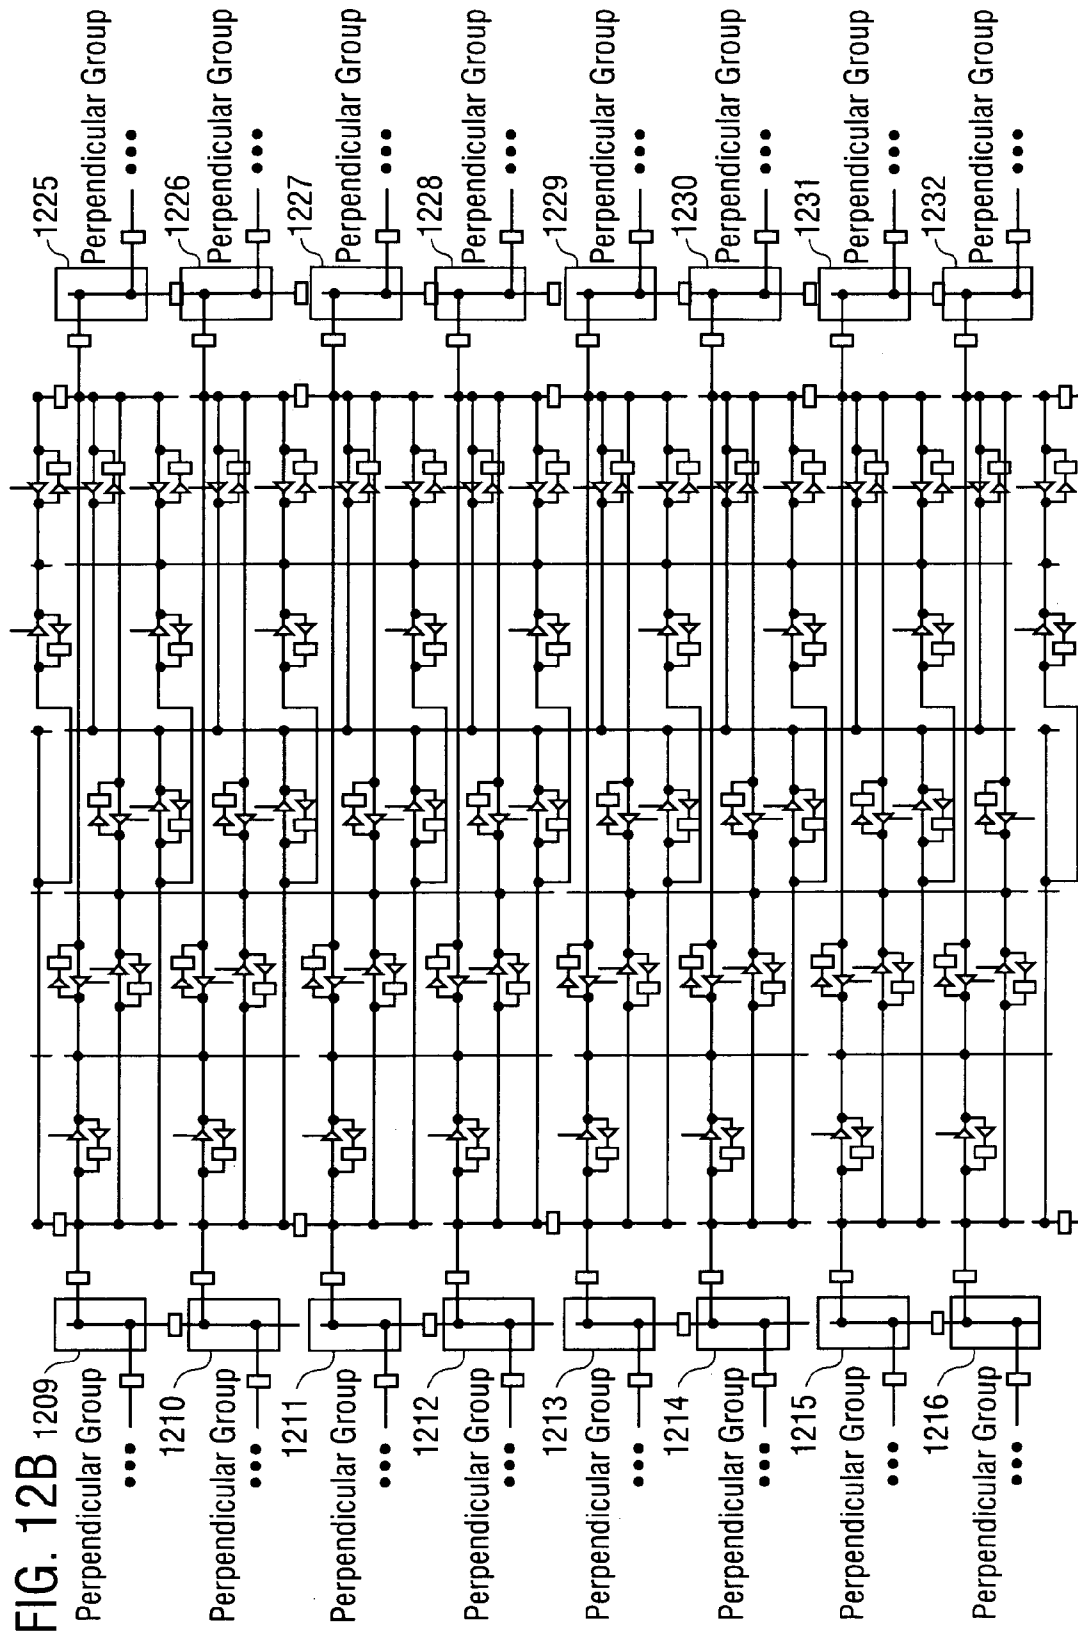 FIG. 12B
1209
Perpendicular Group
1210
Perpendicular Group
1211
Perpendicular Group
1212
Perpendicular Group
1213
Perpendicular Group
1214
Perpendicular Group
1215
Perpendicular Group
1216
Perpendicular Group
1225
Perpendicular Group
1226
Perpendicular Group
1227
Perpendicular Group
1228
Perpendicular Group
1229
Perpendicular Group
1230
Perpendicular Group
1231
Perpendicular Group
1232
Perpendicular Group